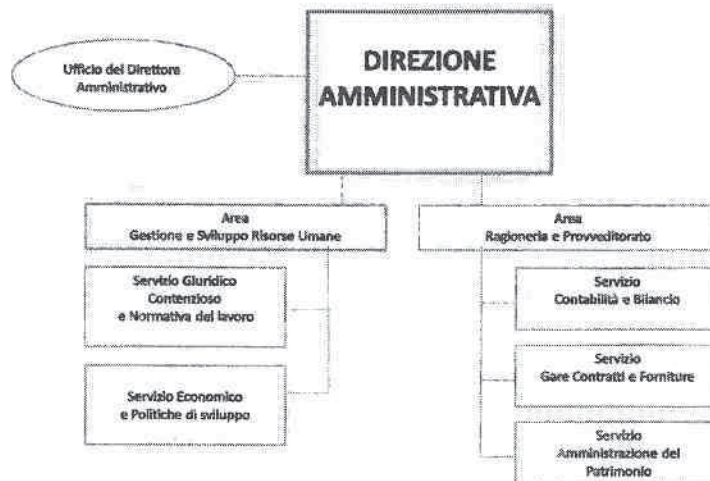 Ufficio del Direttore
Amministrativo
DIREZIONE
AMMINISTRATIVA
Area
Gestione e Sviluppo Risorse Umane
Servizio Giuridico
Contenzioso
e Normativa del lavoro
Servizio Economico
e Politiche di sviluppo
Area
Ragioneria e Provveditorato
Servizio
Contabilità e Bilancio
Servizio
Gare Contratti e Forniture
Servizio
Amministrazione del
Patrimonio